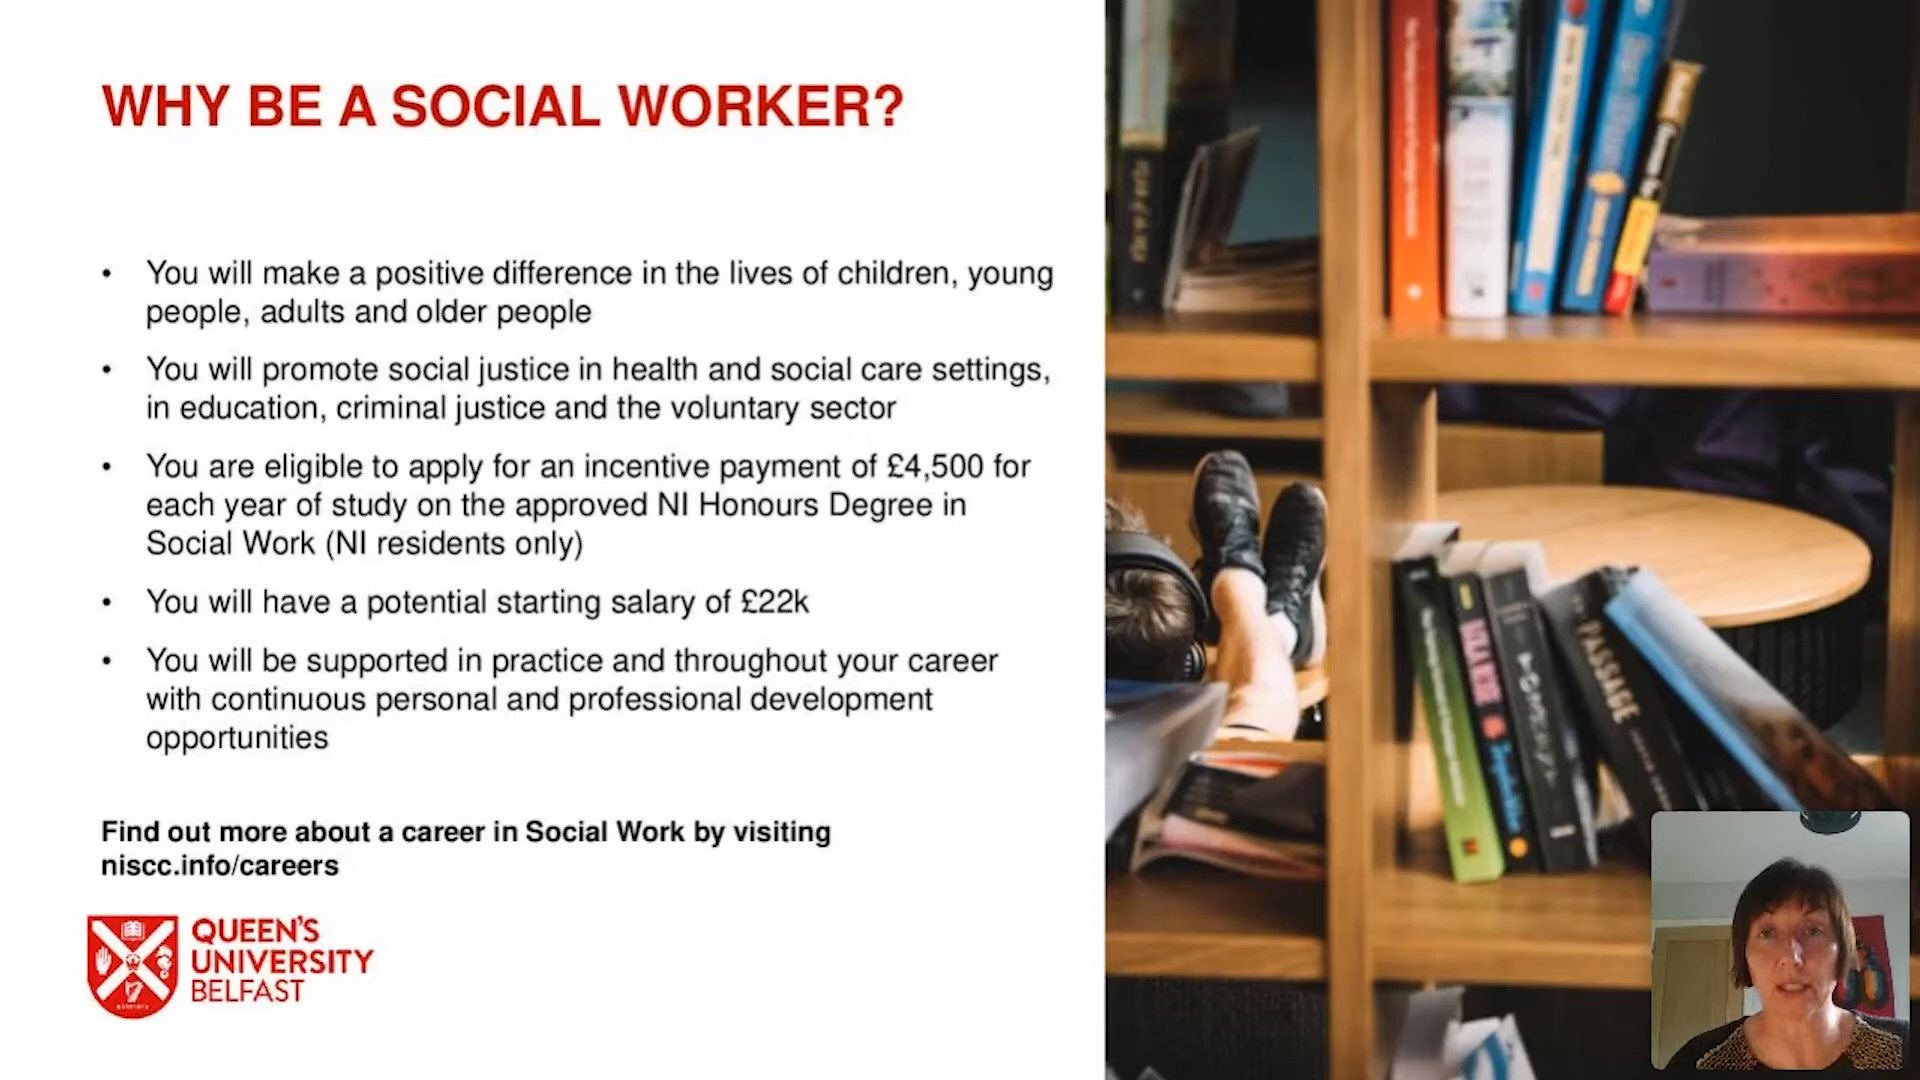 WHY BE A SOCIAL WORKER?
• You will make a positive difference in the lives of children, young
people, adults and older people
• You will promote social justice in health and social care settings,
in education, criminal justice and the voluntary sector
• You are eligible to apply for an incentive payment of £4,500 for
each year of study on the approved NI Honours Degree in
Social Work (NI residents only)
• You will have a potential starting salary of £22k
• You will be supported in practice and throughout your career
with continuous personal and professional development
opportunities
Find out more about a career in Social Work by visiting
niscc.info/careers
QUEEN'S
UNIVERSITY
BELFAST
PASSAGE